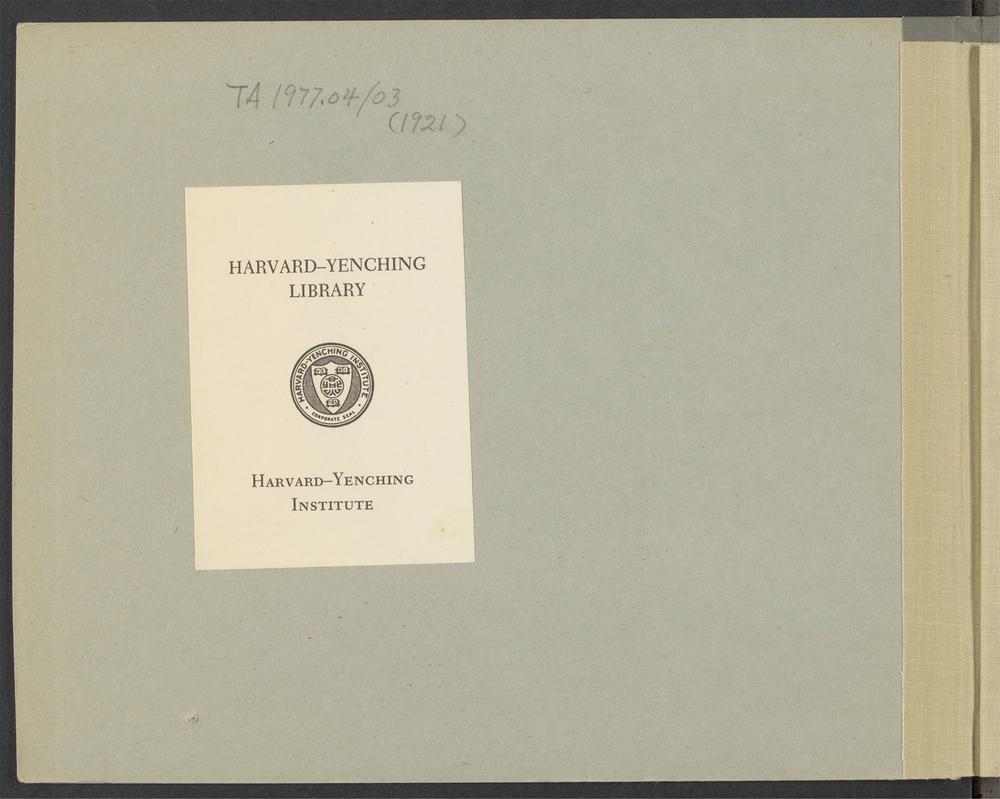 TA 1977.04/03
(1921)
HARVARD–YENCHING
LIBRARY
HARVARD-YENCHING INSTITUTE
• CORPORATE SEAL •
HARVARD–YENCHING
INSTITUTE